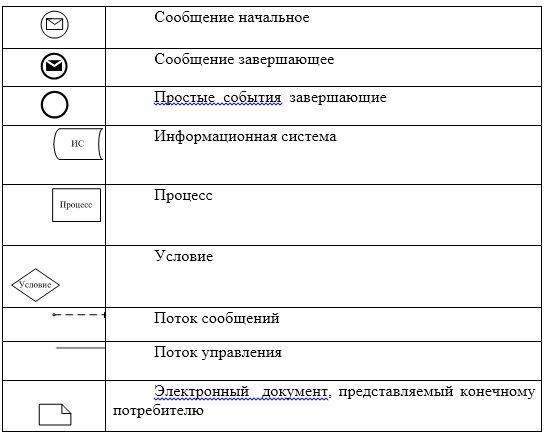 Сообщение начальное
Сообщение завершающее
Простые события завершающие
ИС
Информационная система
Процесс
Процесс
Условие
Условие
Поток сообщений
Поток управления
Электронный документ, представляемый конечному
потребителю